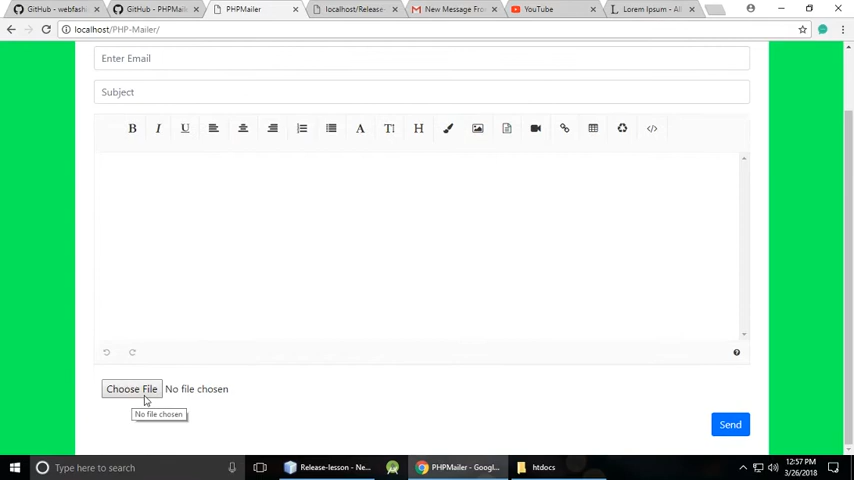 GitHub - webfash
GitHub - PHPMail
PHPMailer
localhost/Release-
New Message Fro
YouTube
Lorem Ipsum - All
localhost/PHP-Mailer/
Enter Email
Subject
B I U A TI H </>
Choose File No file chosen
No file chosen
Send
Type here to search
Release-lesson - Ne...
PHPMailer - Googl...
htdocs
12:57 PM
3/26/2018